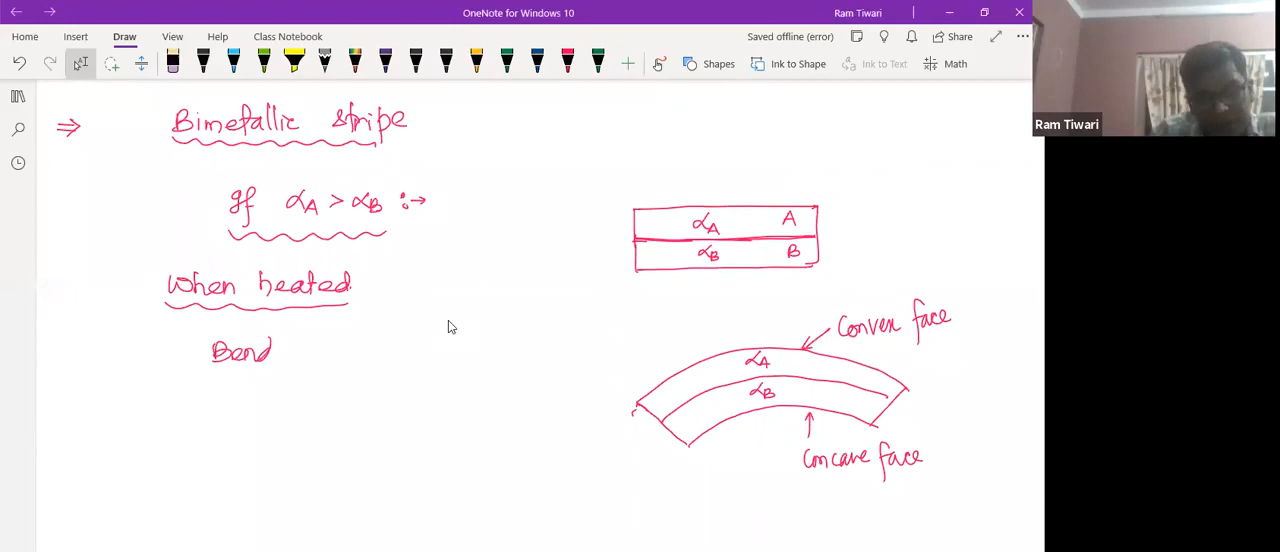 OneNote for Windows 10
Ram Tiwari
Home Insert Draw View Help Class Notebook
Saved offline (error)
Share
Shapes Ink to Shape Ink to Text Math
⇒ Bimetallic stripe
If αA > αB :→
When heated
Bend
αA A
αB B
Convex face
αA
αB
Concave face
Ram Tiwari